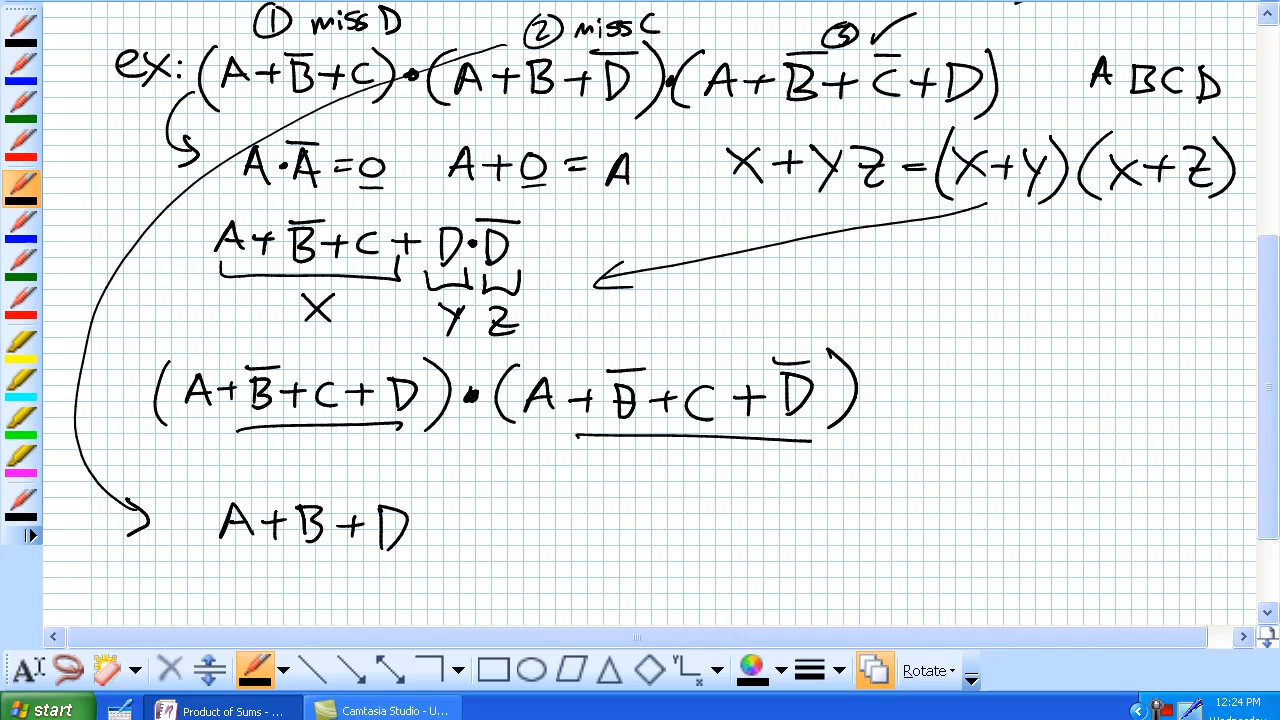 ① miss D ② miss C ③ ✓
ex: (A+B̅+C)•(A+B+D̅)•(A+B̅+C̅+D) A B C D
A•A̅=0 A+0=A X+YZ=(X+Y)(X+Z)
A+B̅+C+D•D̅
X Y Z
(A+B̅+C+D)•(A+B̅+C+D̅)
A+B+D
Rotate
start Product of Sums - ... Camtasia Studio - U... 12:24 PM